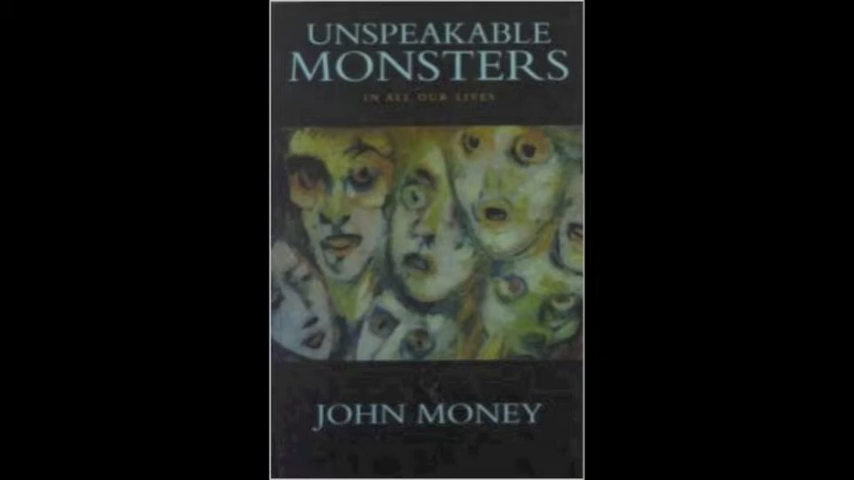 UNSPEAKABLE
MONSTERS
IN ALL OUR LIVES
JOHN MONEY